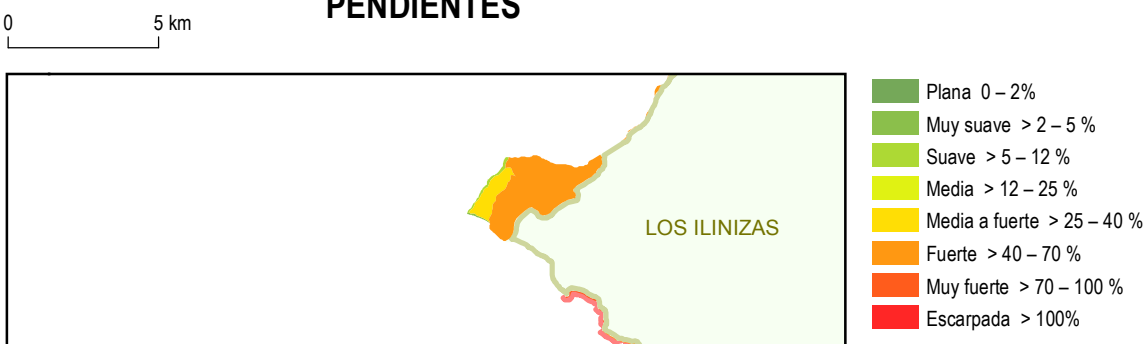 PENDIENTES
0 5 km
Plana 0 – 2%
Muy suave > 2 – 5 %
Suave > 5 – 12 %
Media > 12 – 25 %
Media a fuerte > 25 – 40 %
Fuerte > 40 – 70 %
Muy fuerte > 70 – 100 %
Escarpada > 100%
LOS ILINIZAS